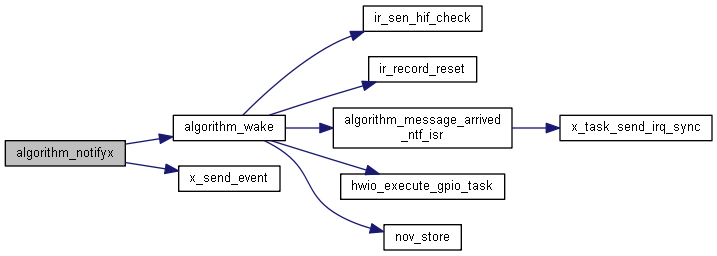 ir_sen_hif_check
ir_record_reset
algorithm_wake
algorithm_message_arrived
_ntf_isr
x_task_send_irq_sync
algorithm_notifyx
x_send_event
hwio_execute_gpio_task
nov_store